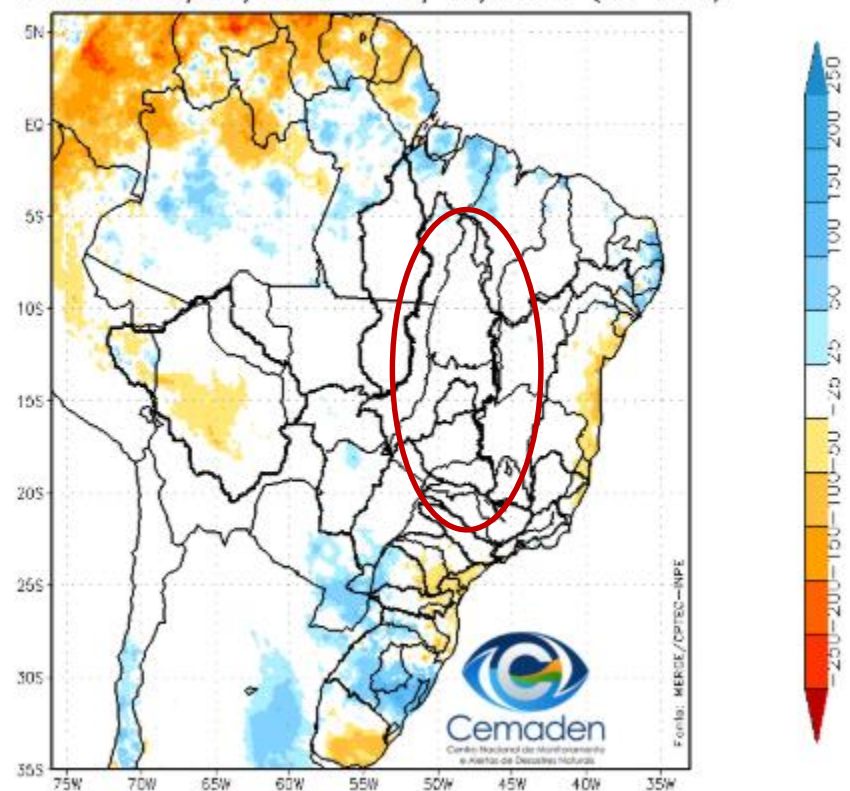 5N
EQ
5S
10S
15S
20S
25S
30S
35S
75W 70W 65W 60W 55W 50W 45W 40W 35W
250
200
150
100
50
25
-25
-50
-100
-150
-200
-250
Fonte: MERGE/CPTEC-INPE
Cemaden
Centro Nacional de Monitoramento
e Alertas de Desastres Naturais